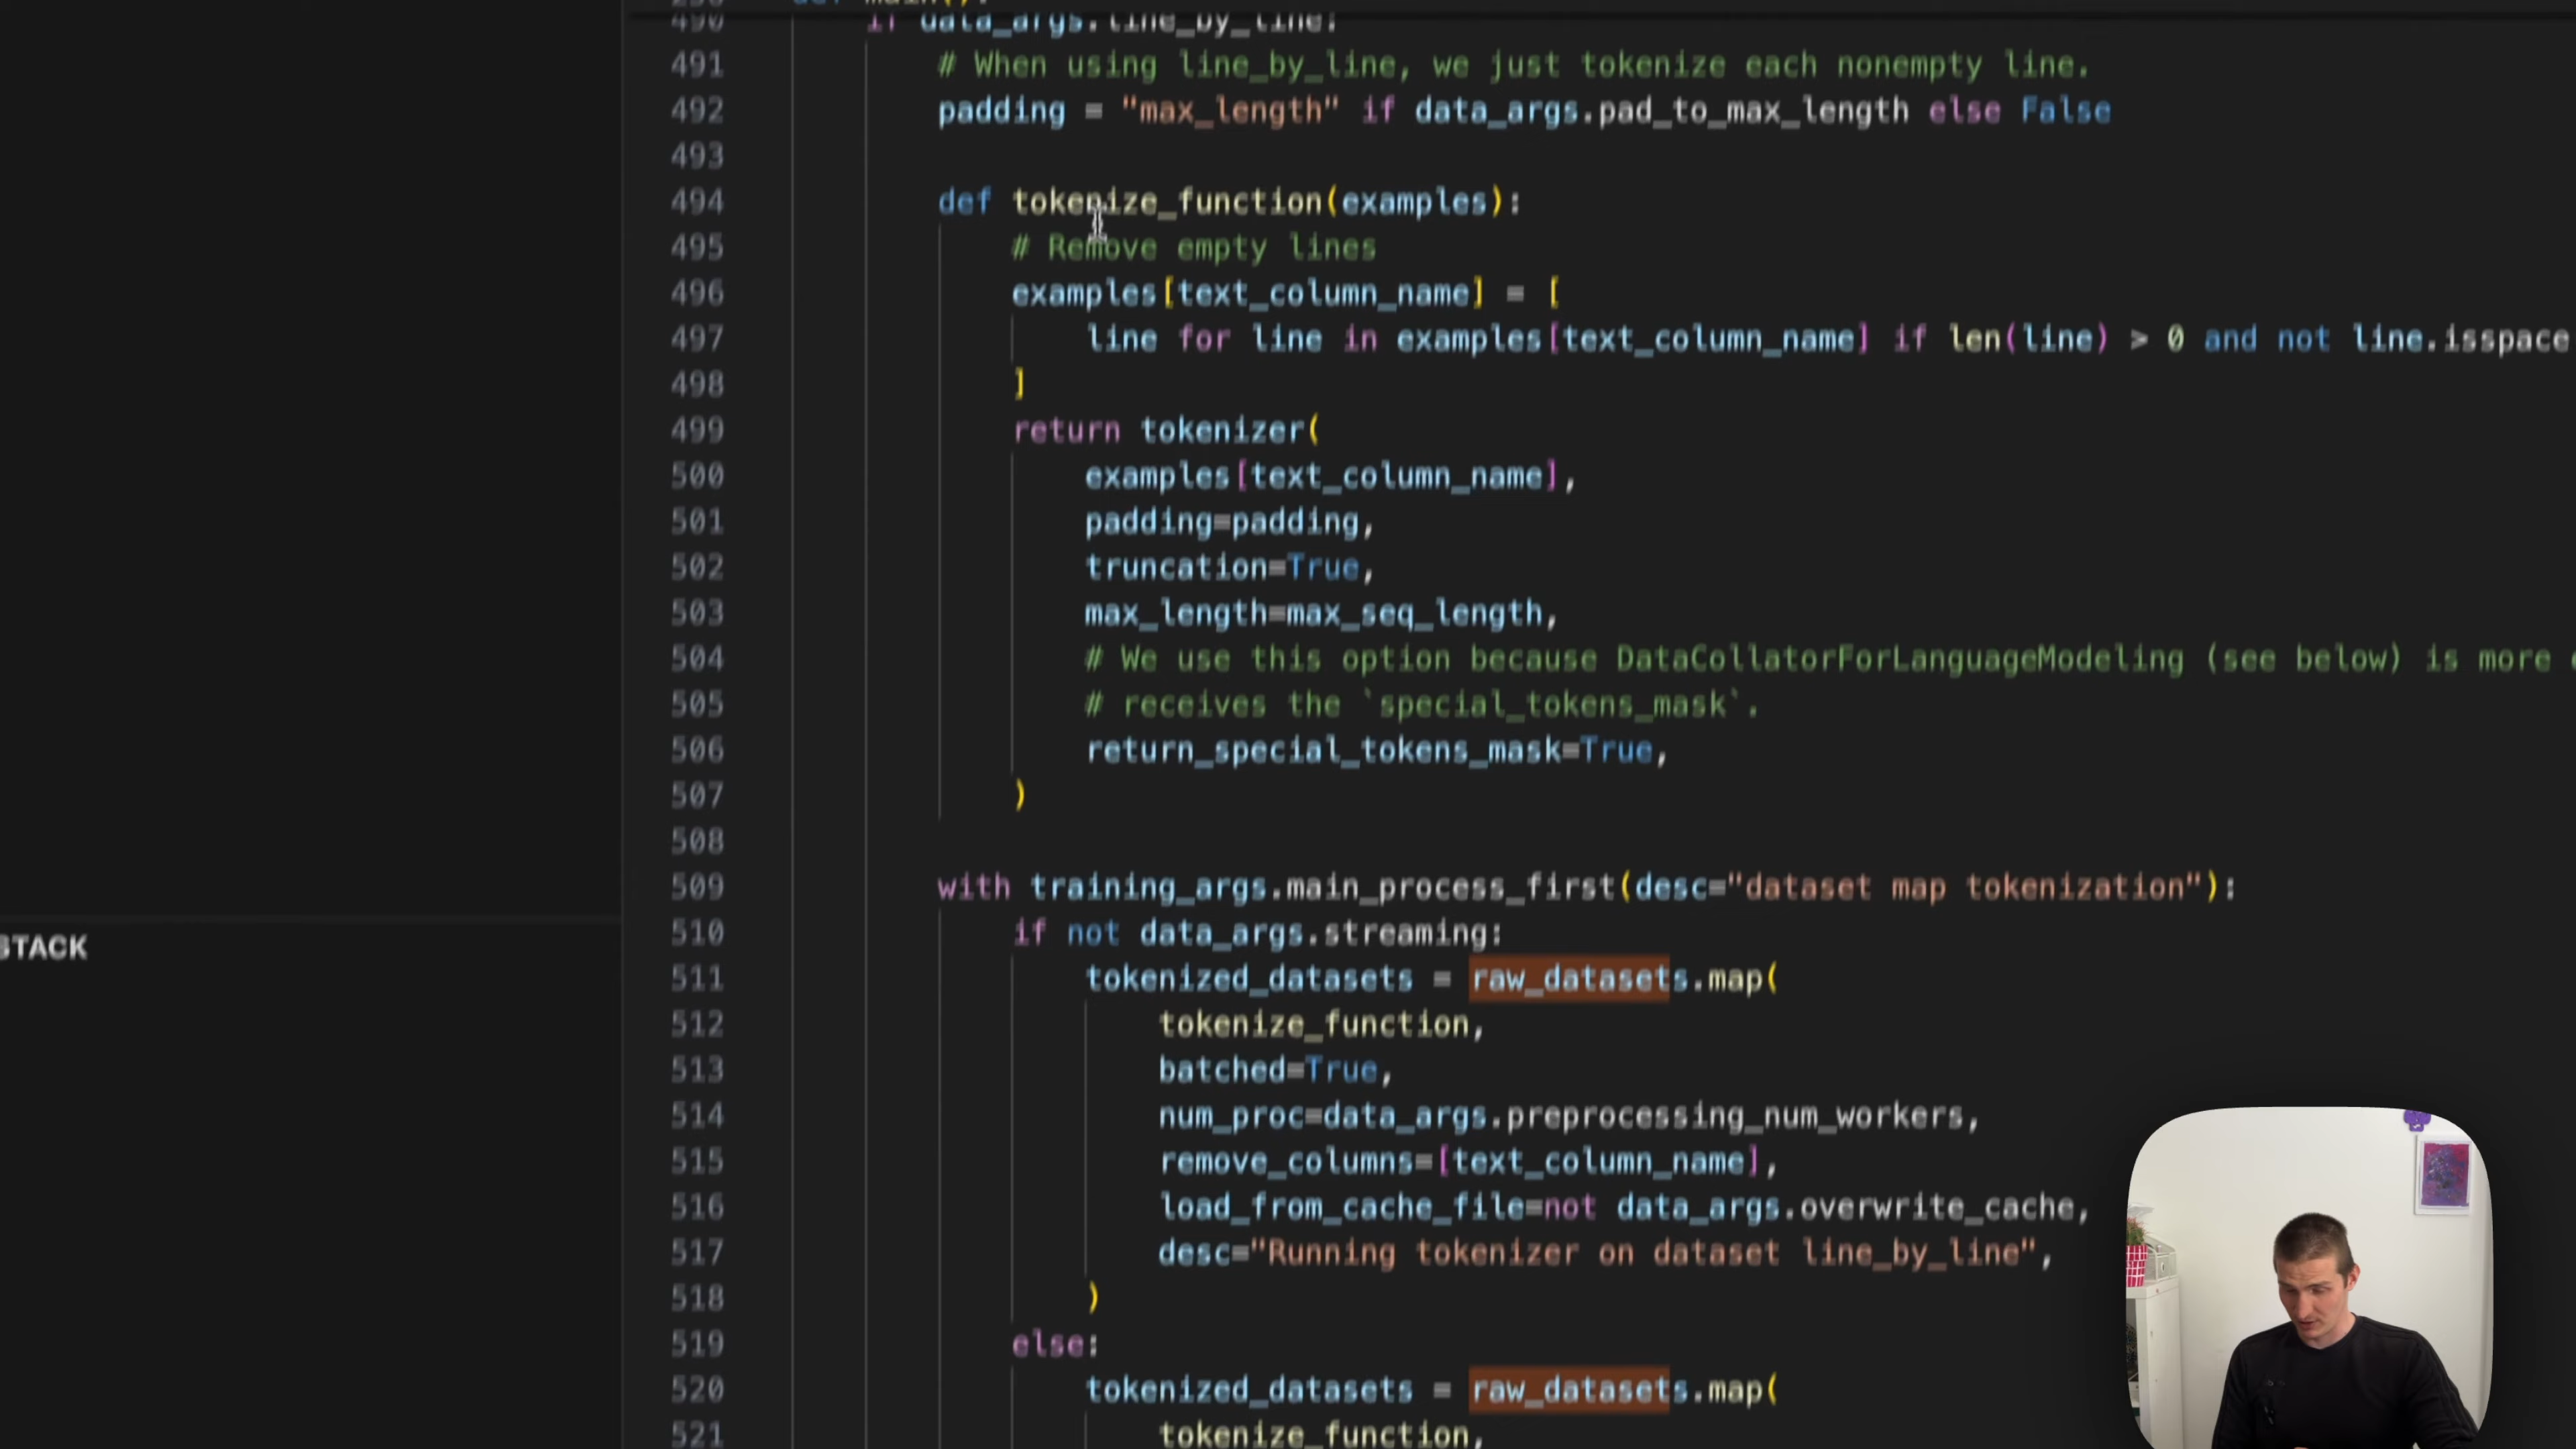 def main():
490 if data_args.line_by_line:
491 # When using line_by_line, we just tokenize each nonempty line.
492 padding = "max_length" if data_args.pad_to_max_length else False
493
494 def tokenize_function(examples):
495 # Remove empty lines
496 examples[text_column_name] = [
497 line for line in examples[text_column_name] if len(line) > 0 and not line.isspace
498 ]
499 return tokenizer(
500 examples[text_column_name],
501 padding=padding,
502 truncation=True,
503 max_length=max_seq_length,
504 # We use this option because DataCollatorForLanguageModeling (see below) is more
505 # receives the `special_tokens_mask`.
506 return_special_tokens_mask=True,
507 )
508
509 with training_args.main_process_first(desc="dataset map tokenization"):
510 if not data_args.streaming:
511 tokenized_datasets = raw_datasets.map(
512 tokenize_function,
513 batched=True,
514 num_proc=data_args.preprocessing_num_workers,
515 remove_columns=[text_column_name],
516 load_from_cache_file=not data_args.overwrite_cache,
517 desc="Running tokenizer on dataset line_by_line",
518 )
519 else:
520 tokenized_datasets = raw_datasets.map(
521 tokenize_function,
STACK